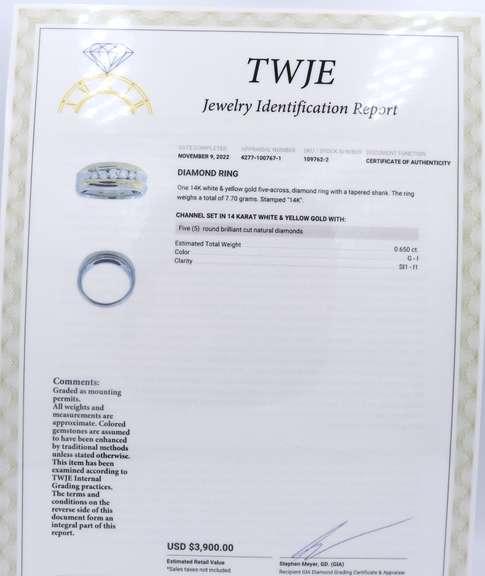 TWJE
Jewelry Identification Report
DATE COMPLETED APPRAISAL NUMBER SKU / STOCK NUMBER DOCUMENT FUNCTION
NOVEMBER 9, 2022 4277-100767-1 109762-2 CERTIFICATE OF AUTHENTICITY
DIAMOND RING
One 14K white & yellow gold five-across, diamond ring with a tapered shank. The ring
weighs a total of 7.70 grams. Stamped "14K".
CHANNEL SET IN 14 KARAT WHITE & YELLOW GOLD WITH:
Five (5) round brilliant cut natural diamonds
Estimated Total Weight 0.650 ct
Color G - I
Clarity SI1 - I1
Comments:
Graded as mounting
permits.
All weights and
measurements are
approximate. Colored
gemstones are assumed
to have been enhanced
by traditional methods
unless stated otherwise.
This item has been
examined according to
TWJE Internal
Grading practices.
The terms and
conditions on the
reverse side of this
document form an
integral part of this
report.
USD $3,900.00
Estimated Retail Value
*Sales taxes not included.
Stephen Meyer, GD. (GIA)
Recipient GIA Diamond Grading Certificate & Appraiser